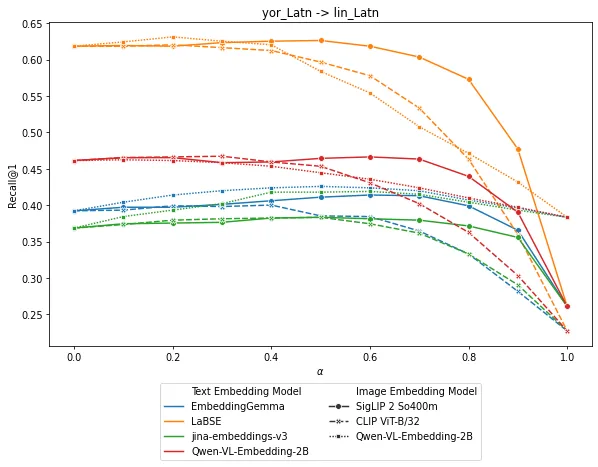 yor_Latn -> lin_Latn
0.65
0.60
0.55
0.50
0.45
0.40
0.35
0.30
0.25
Recall@1
0.0 0.2 0.4 0.6 0.8 1.0
α
Text Embedding Model Image Embedding Model
EmbeddingGemma SigLIP 2 So400m
LaBSE CLIP ViT-B/32
jina-embeddings-v3 Qwen-VL-Embedding-2B
Qwen-VL-Embedding-2B